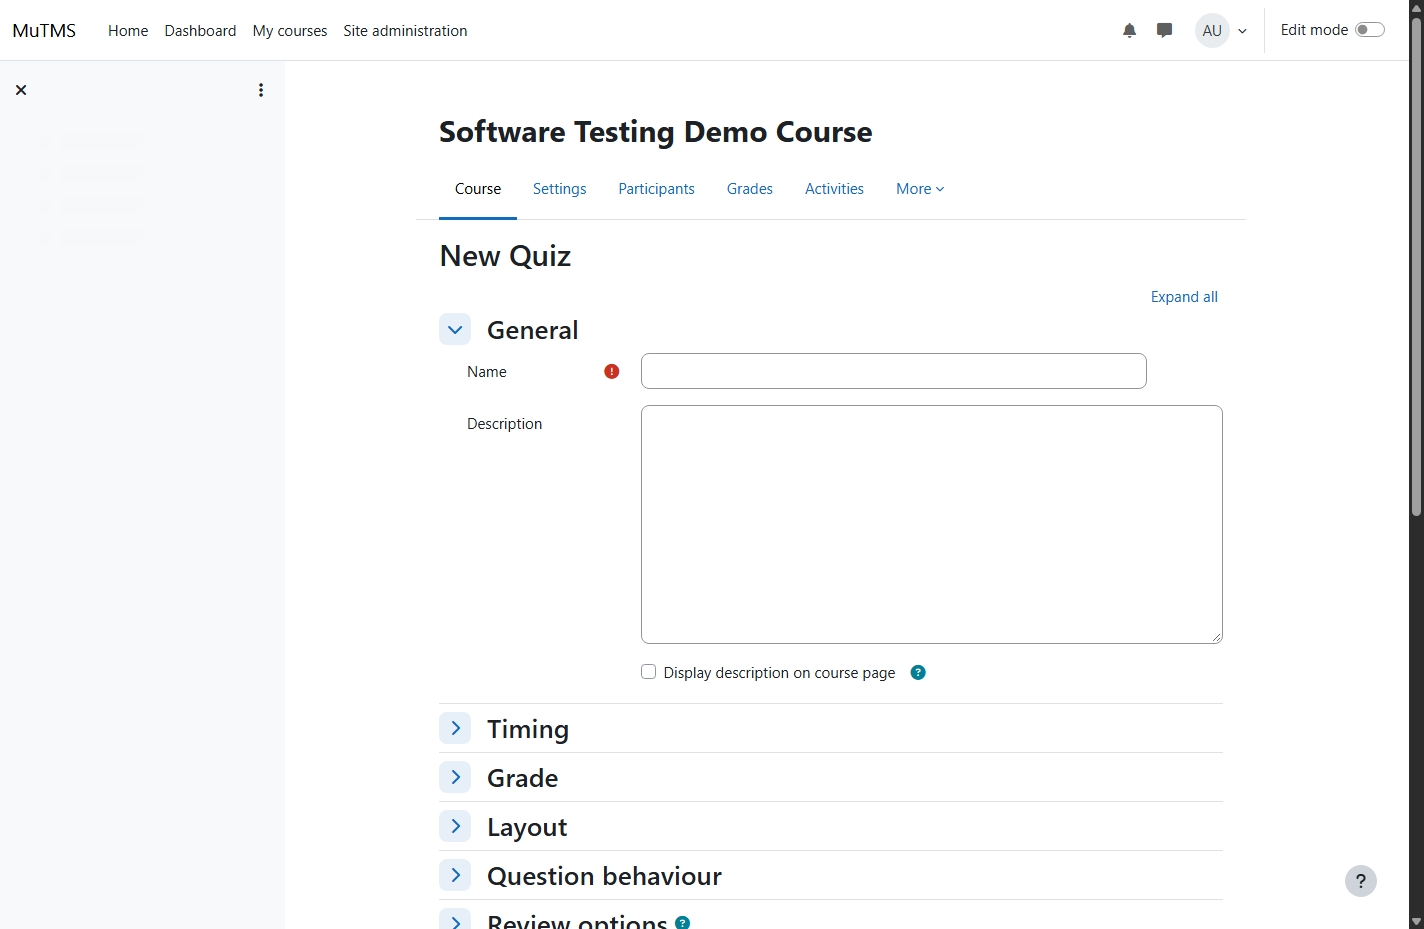 MuTMS Home Dashboard My courses Site administration AU Edit mode
Software Testing Demo Course
Course Settings Participants Grades Activities More
New Quiz
Expand all
General
Name
Description
Display description on course page ?
Timing
Grade
Layout
Question behaviour
?
Review options ?